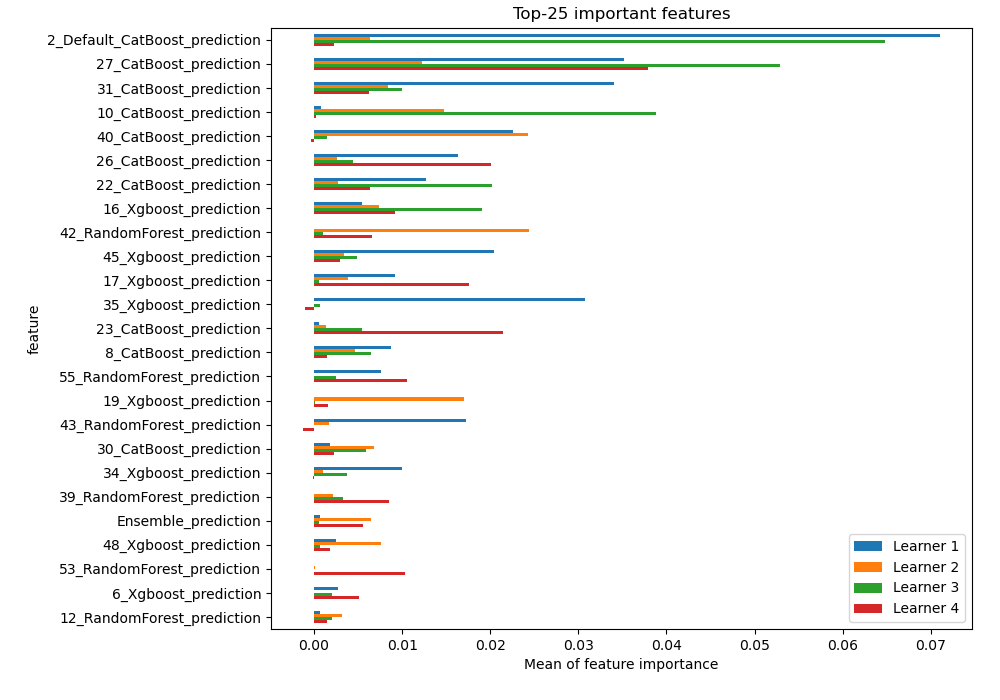 Top-25 important features
2_Default_CatBoost_prediction
27_CatBoost_prediction
31_CatBoost_prediction
10_CatBoost_prediction
40_CatBoost_prediction
26_CatBoost_prediction
22_CatBoost_prediction
16_Xgboost_prediction
42_RandomForest_prediction
45_Xgboost_prediction
17_Xgboost_prediction
35_Xgboost_prediction
23_CatBoost_prediction
8_CatBoost_prediction
55_RandomForest_prediction
19_Xgboost_prediction
43_RandomForest_prediction
30_CatBoost_prediction
34_Xgboost_prediction
39_RandomForest_prediction
Ensemble_prediction
48_Xgboost_prediction
53_RandomForest_prediction
6_Xgboost_prediction
12_RandomForest_prediction
feature
Learner 1
Learner 2
Learner 3
Learner 4
0.00 0.01 0.02 0.03 0.04 0.05 0.06 0.07
Mean of feature importance